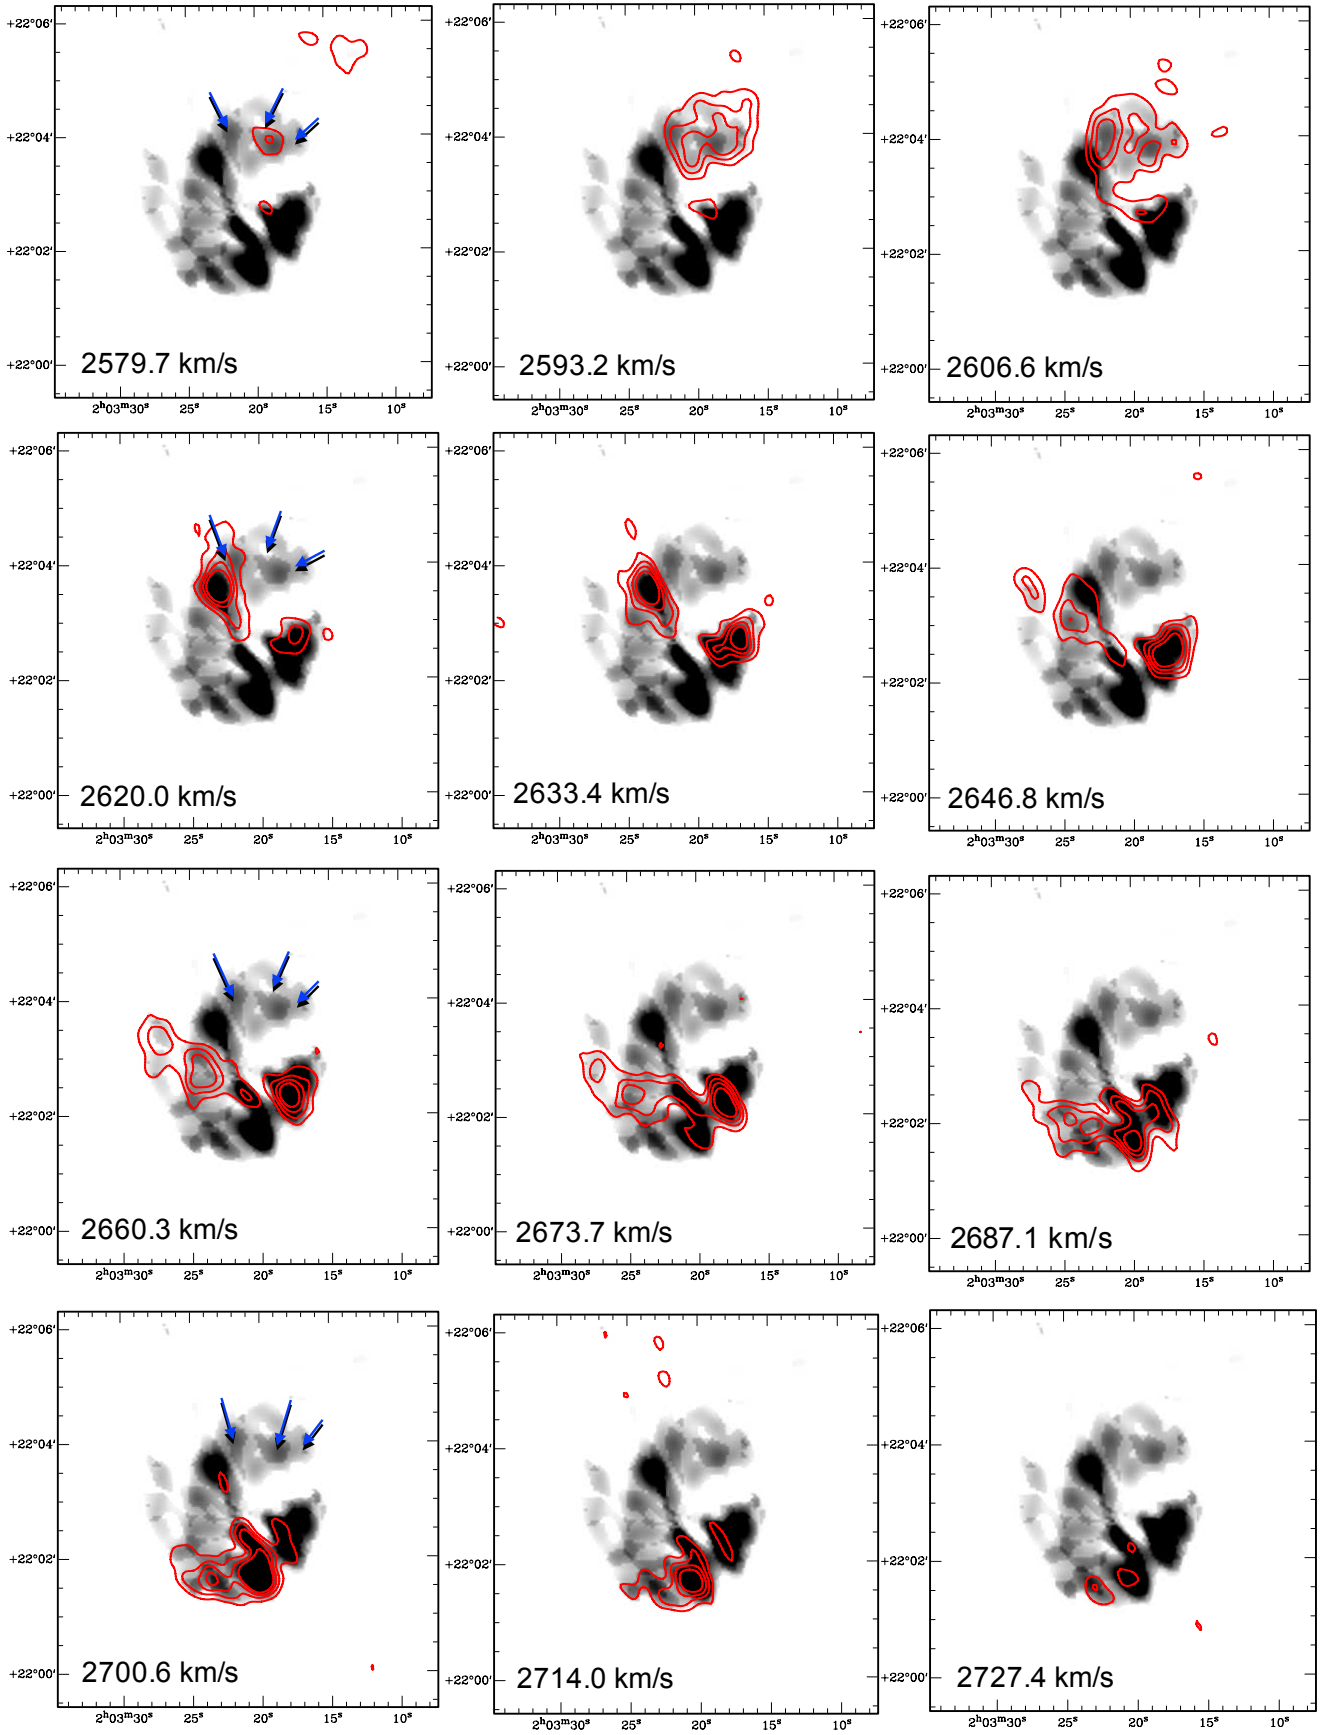 +22°06′
+22°04′
+22°02′
+22°00′
2579.7 km/s
2ʰ03ᵐ30ˢ 25ˢ 20ˢ 15ˢ 10ˢ
+22°06′
+22°04′
+22°02′
+22°00′
2593.2 km/s
2ʰ03ᵐ30ˢ 25ˢ 20ˢ 15ˢ 10ˢ
+22°06′
+22°04′
+22°02′
+22°00′
2606.6 km/s
2ʰ03ᵐ30ˢ 25ˢ 20ˢ 15ˢ 10ˢ
+22°06′
+22°04′
+22°02′
+22°00′
2620.0 km/s
2ʰ03ᵐ30ˢ 25ˢ 20ˢ 15ˢ 10ˢ
+22°06′
+22°04′
+22°02′
+22°00′
2633.4 km/s
2ʰ03ᵐ30ˢ 25ˢ 20ˢ 15ˢ 10ˢ
+22°06′
+22°04′
+22°02′
+22°00′
2646.8 km/s
2ʰ03ᵐ30ˢ 25ˢ 20ˢ 15ˢ 10ˢ
+22°06′
+22°04′
+22°02′
+22°00′
2660.3 km/s
2ʰ03ᵐ30ˢ 25ˢ 20ˢ 15ˢ 10ˢ
+22°06′
+22°04′
+22°02′
+22°00′
2673.7 km/s
2ʰ03ᵐ30ˢ 25ˢ 20ˢ 15ˢ 10ˢ
+22°06′
+22°04′
+22°02′
+22°00′
2687.1 km/s
2ʰ03ᵐ30ˢ 25ˢ 20ˢ 15ˢ 10ˢ
+22°06′
+22°04′
+22°02′
+22°00′
2700.6 km/s
2ʰ03ᵐ30ˢ 25ˢ 20ˢ 15ˢ 10ˢ
+22°06′
+22°04′
+22°02′
+22°00′
2714.0 km/s
2ʰ03ᵐ30ˢ 25ˢ 20ˢ 15ˢ 10ˢ
+22°06′
+22°04′
+22°02′
+22°00′
2727.4 km/s
2ʰ03ᵐ30ˢ 25ˢ 20ˢ 15ˢ 10ˢ